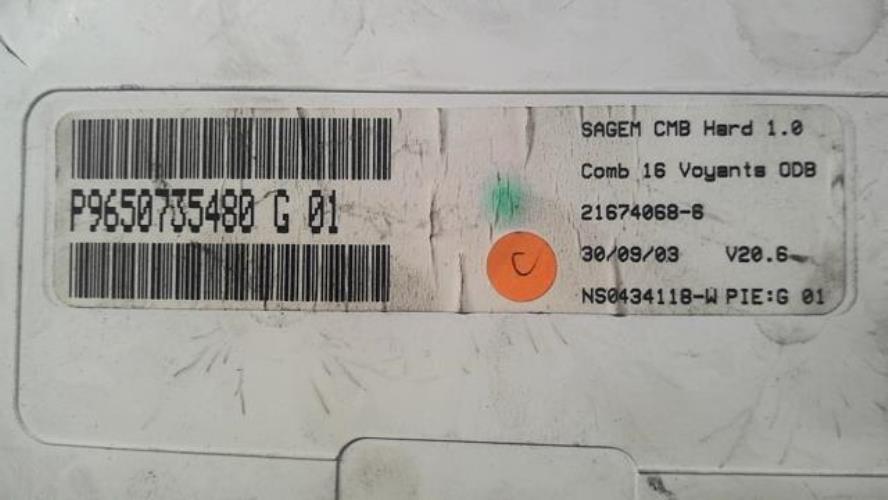 P9650735480 G 01
SAGEM CMB Hard 1.0
Comb 16 Voyants ODB
21674068-6
30/09/03 V20.6
NS0434118-W PIE:G 01
C